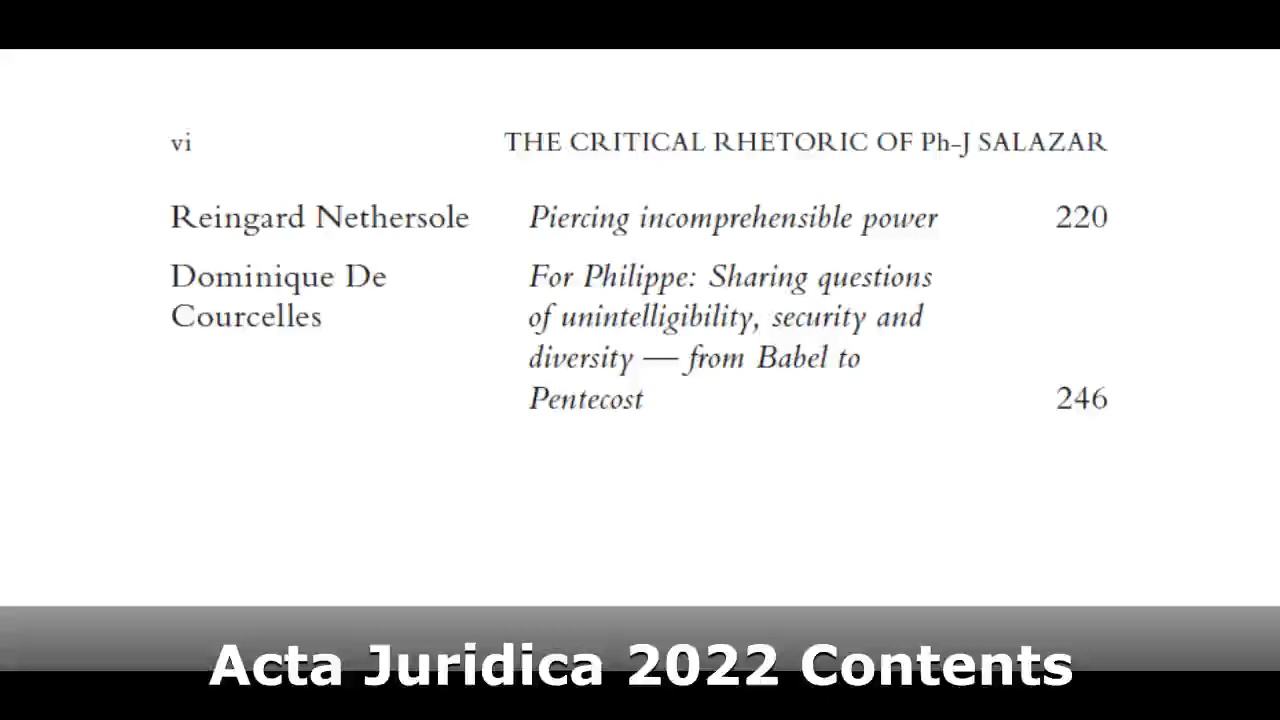 vi THE CRITICAL RHETORIC OF Ph-J SALAZAR
Reingard Nethersole Piercing incomprehensible power 220
Dominique De For Philippe: Sharing questions
Courcelles of unintelligibility, security and
diversity — from Babel to
Pentecost 246
Acta Juridica 2022 Contents